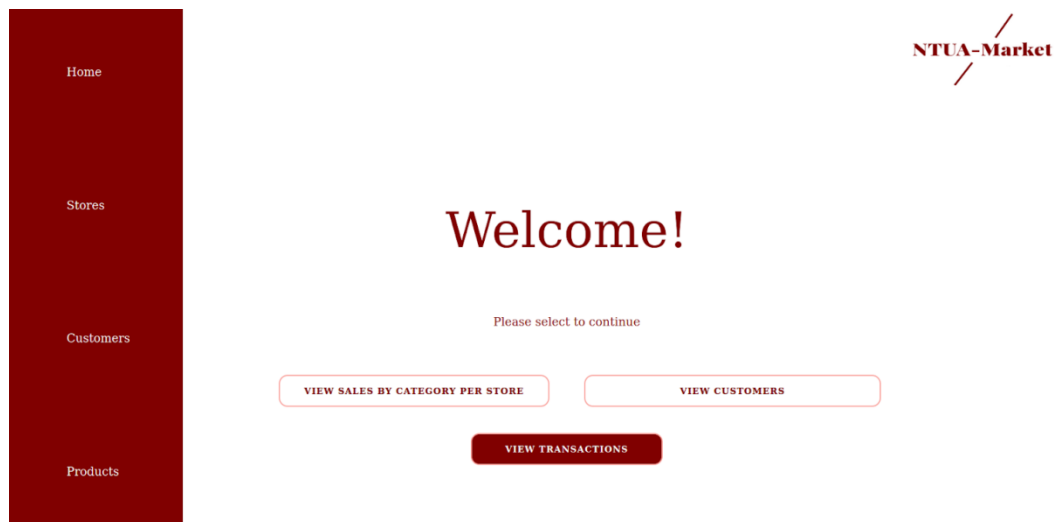 Home
Stores
Customers
Products
NTUA-Market
Welcome!
Please select to continue
VIEW SALES BY CATEGORY PER STORE
VIEW CUSTOMERS
VIEW TRANSACTIONS